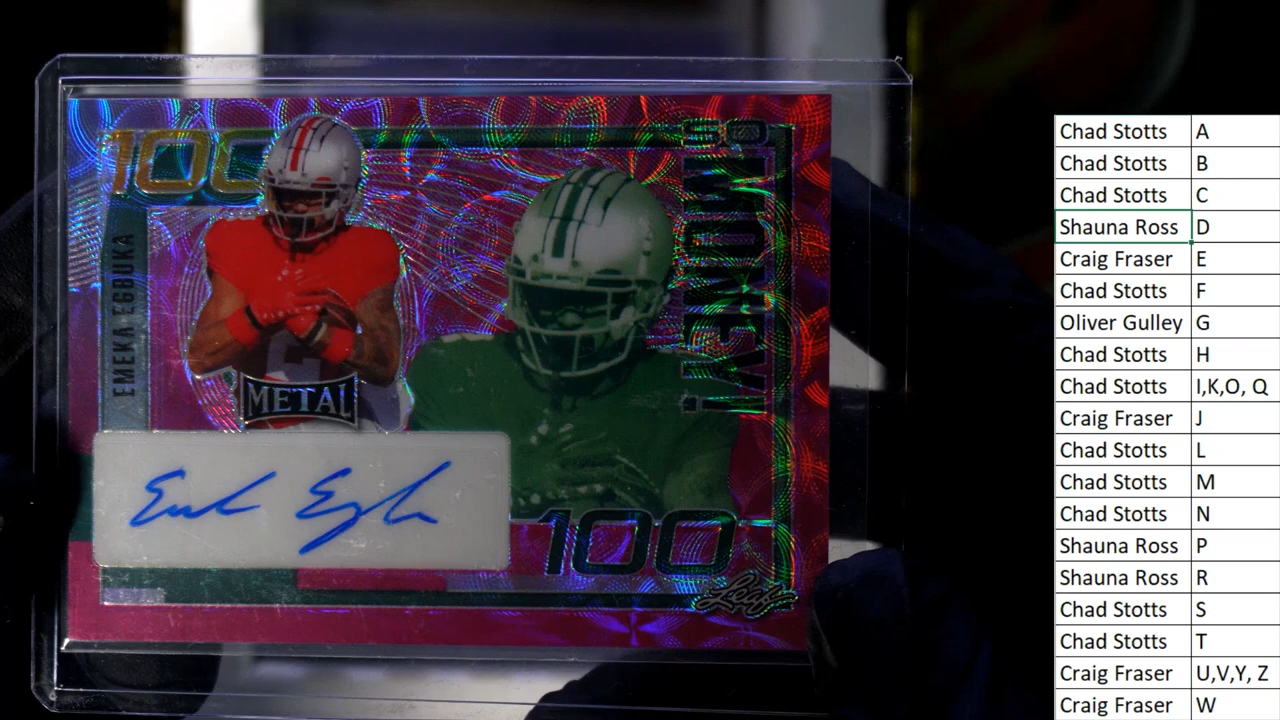 100
SO
MONEY!
EMEKA EGBUKA
METAL
100
Leaf
Chad Stotts A
Chad Stotts B
Chad Stotts C
Shauna Ross D
Craig Fraser E
Chad Stotts F
Oliver Gulley G
Chad Stotts H
Chad Stotts I,K,O, Q
Craig Fraser J
Chad Stotts L
Chad Stotts M
Chad Stotts N
Shauna Ross P
Shauna Ross R
Chad Stotts S
Chad Stotts T
Craig Fraser U,V,Y, Z
Craig Fraser W